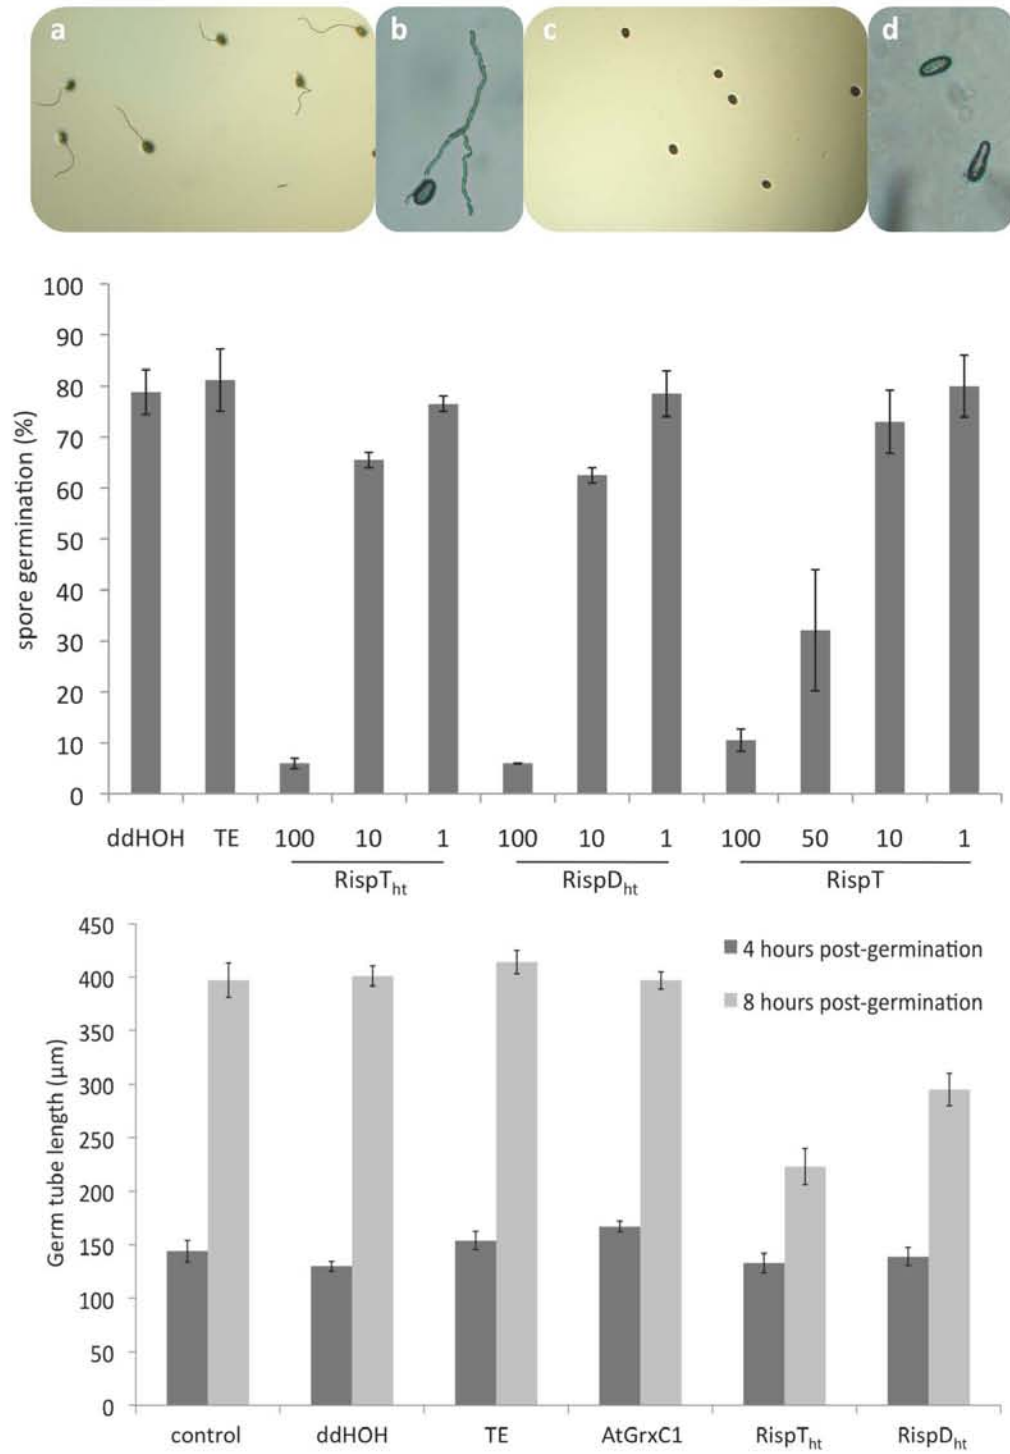 a b c d
100
90
80
70
60
50
40
30
20
10
0
spore germination (%)
ddHOH TE 100 10 1 100 10 1 100 50 10 1
RispTht RispDht RispT
450
400
350
300
250
200
150
100
50
0
Germ tube length (µm)
4 hours post-germination
8 hours post-germination
control ddHOH TE AtGrxC1 RispTht RispDht